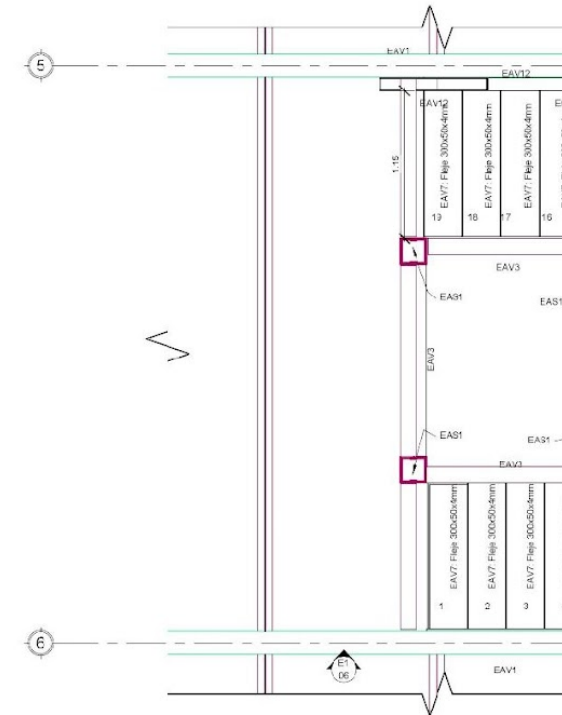 EAV1
5
EAV12
EAV12
1.15
EAV7: Fleje 300x50x4mm
EAV7: Fleje 300x50x4mm
EAV7: Fleje 300x50x4mm
19
18
17
16
EAV3
EAS1
EAS1
EAV3
EAS1
EAS1
EAV3
EAV7: Fleje 300x50x4mm
EAV7: Fleje 300x50x4mm
EAV7: Fleje 300x50x4mm
1
2
3
6
E1
06
EAV1